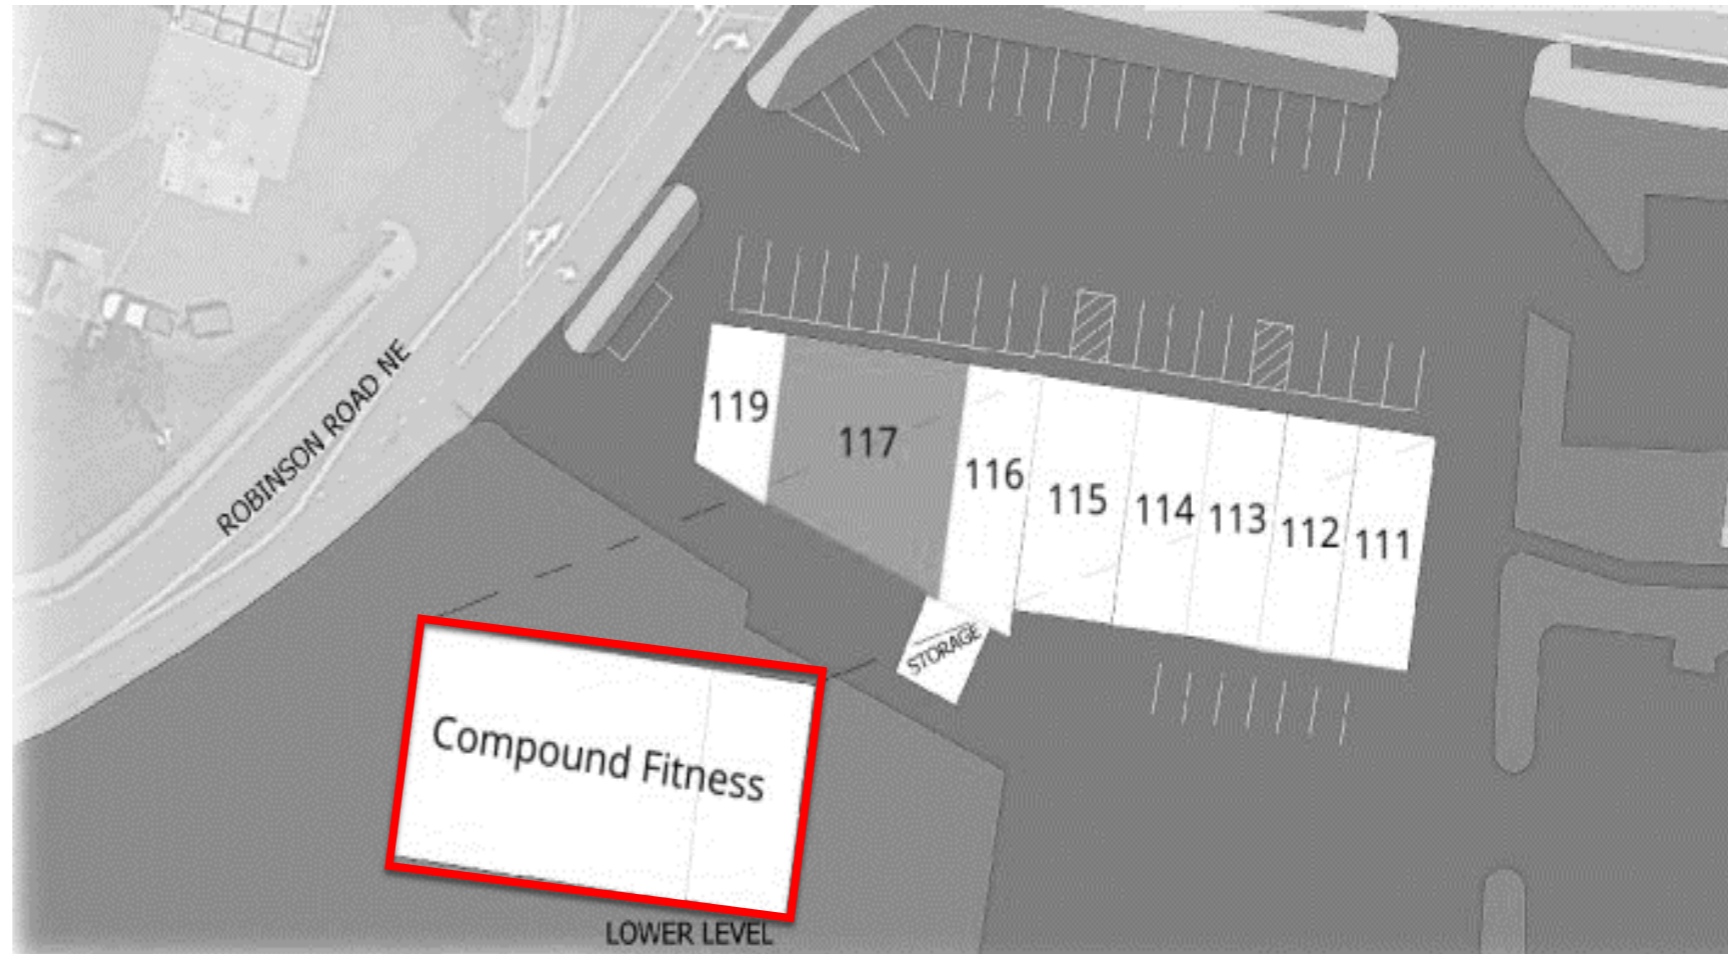 ROBINSON ROAD NE
119
117
116
115
114
113
112
111
STORAGE
Compound Fitness
LOWER LEVEL